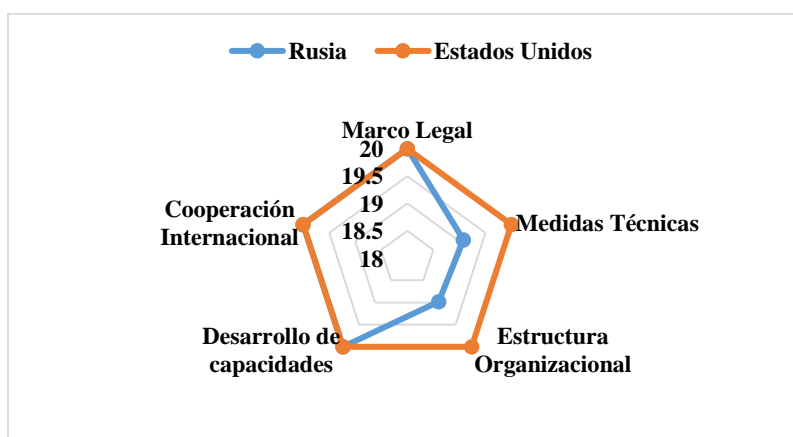 Rusia
Estados Unidos
Marco Legal
20
19.5
19
18.5
18
Medidas Técnicas
Estructura
Organizacional
Desarrollo de
capacidades
Cooperación
Internacional